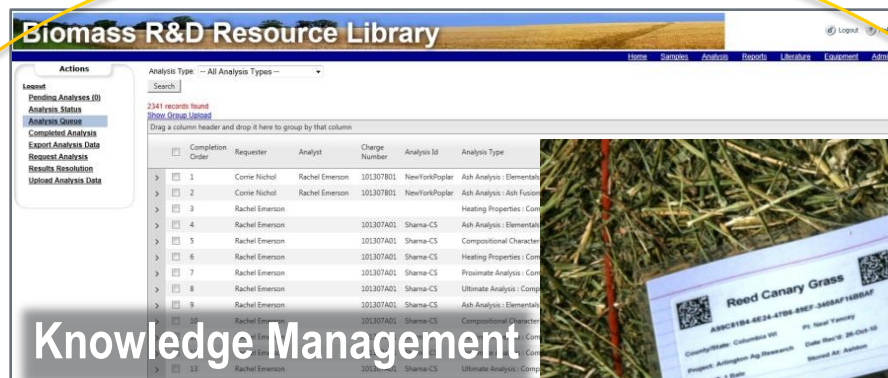 Biomass R&D Resource Library
Logout
Home Samples Analysis Reports Literature Equipment
Actions
Logout
Pending Analyses (0)
Analysis Status
Analysis Queue
Completed Analysis
Export Analysis Data
Request Analysis
Results Resolution
Upload Analysis Data
Analysis Type: -- All Analysis Types --
Search
2341 records found
Show Group Upload
Drag a column header and drop it here to group by that column
Completion Order Requester Analyst Charge Number Analysis Id Analysis Type
1 Corrie Nichol Rachel Emerson 101307B01 NewYorkPoplar Ash Analysis : Elementals
2 Corrie Nichol Rachel Emerson 101307B01 NewYorkPoplar Ash Analysis : Ash Fusion
3 Rachel Emerson Heating Properties : Com
4 Rachel Emerson 101307A01 Sharna-CS Ash Analysis : Elementals
5 Rachel Emerson 101307A01 Sharna-CS Compositional Character
6 Rachel Emerson 101307A01 Sharna-CS Heating Properties : Com
7 Rachel Emerson 101307A01 Sharna-CS Proximate Analysis : Com
8 Rachel Emerson 101307A01 Sharna-CS Ultimate Analysis : Comp
9 Rachel Emerson 101307A01 Sharna-CS Ash Analysis : Elementals
10 Rachel Emerson 101307A01 Sharna-CS Compositional Character
13 Rachel Emerson Sharna-CS Ultimate Analysis : Comp
Knowledge Management
Reed Canary Grass
County/State: Columbia WI PI: Neal Yancey
Project: Arlington Ag Research Date Rec'd: 26-Oct-10
Stored At: Ashton